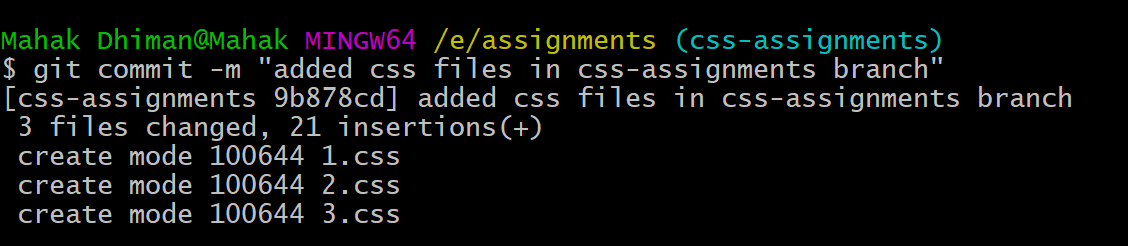 Mahak Dhiman@Mahak MINGW64 /e/assignments (css-assignments)
$ git commit -m "added css files in css-assignments branch"
[css-assignments 9b878cd] added css files in css-assignments branch
 3 files changed, 21 insertions(+)
 create mode 100644 1.css
 create mode 100644 2.css
 create mode 100644 3.css